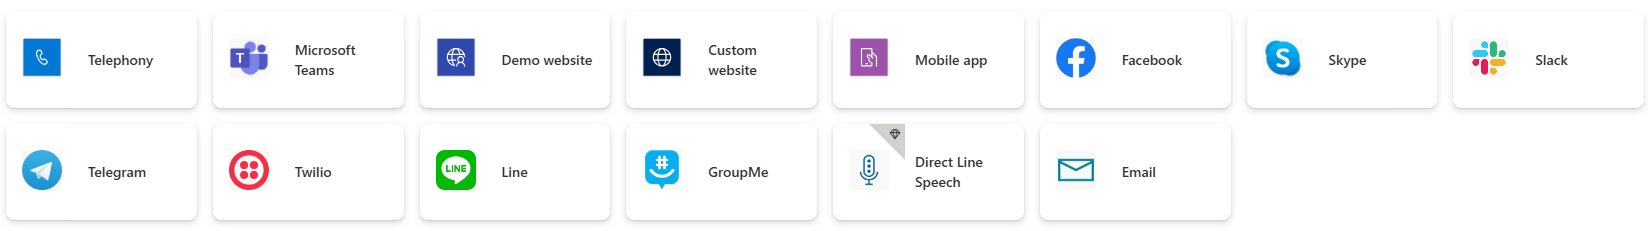 Telephony
Microsoft
Teams
Demo website
Custom
website
Mobile app
Facebook
Skype
Slack
Telegram
Twilio
LINE
Line
GroupMe
Direct Line
Speech
Email